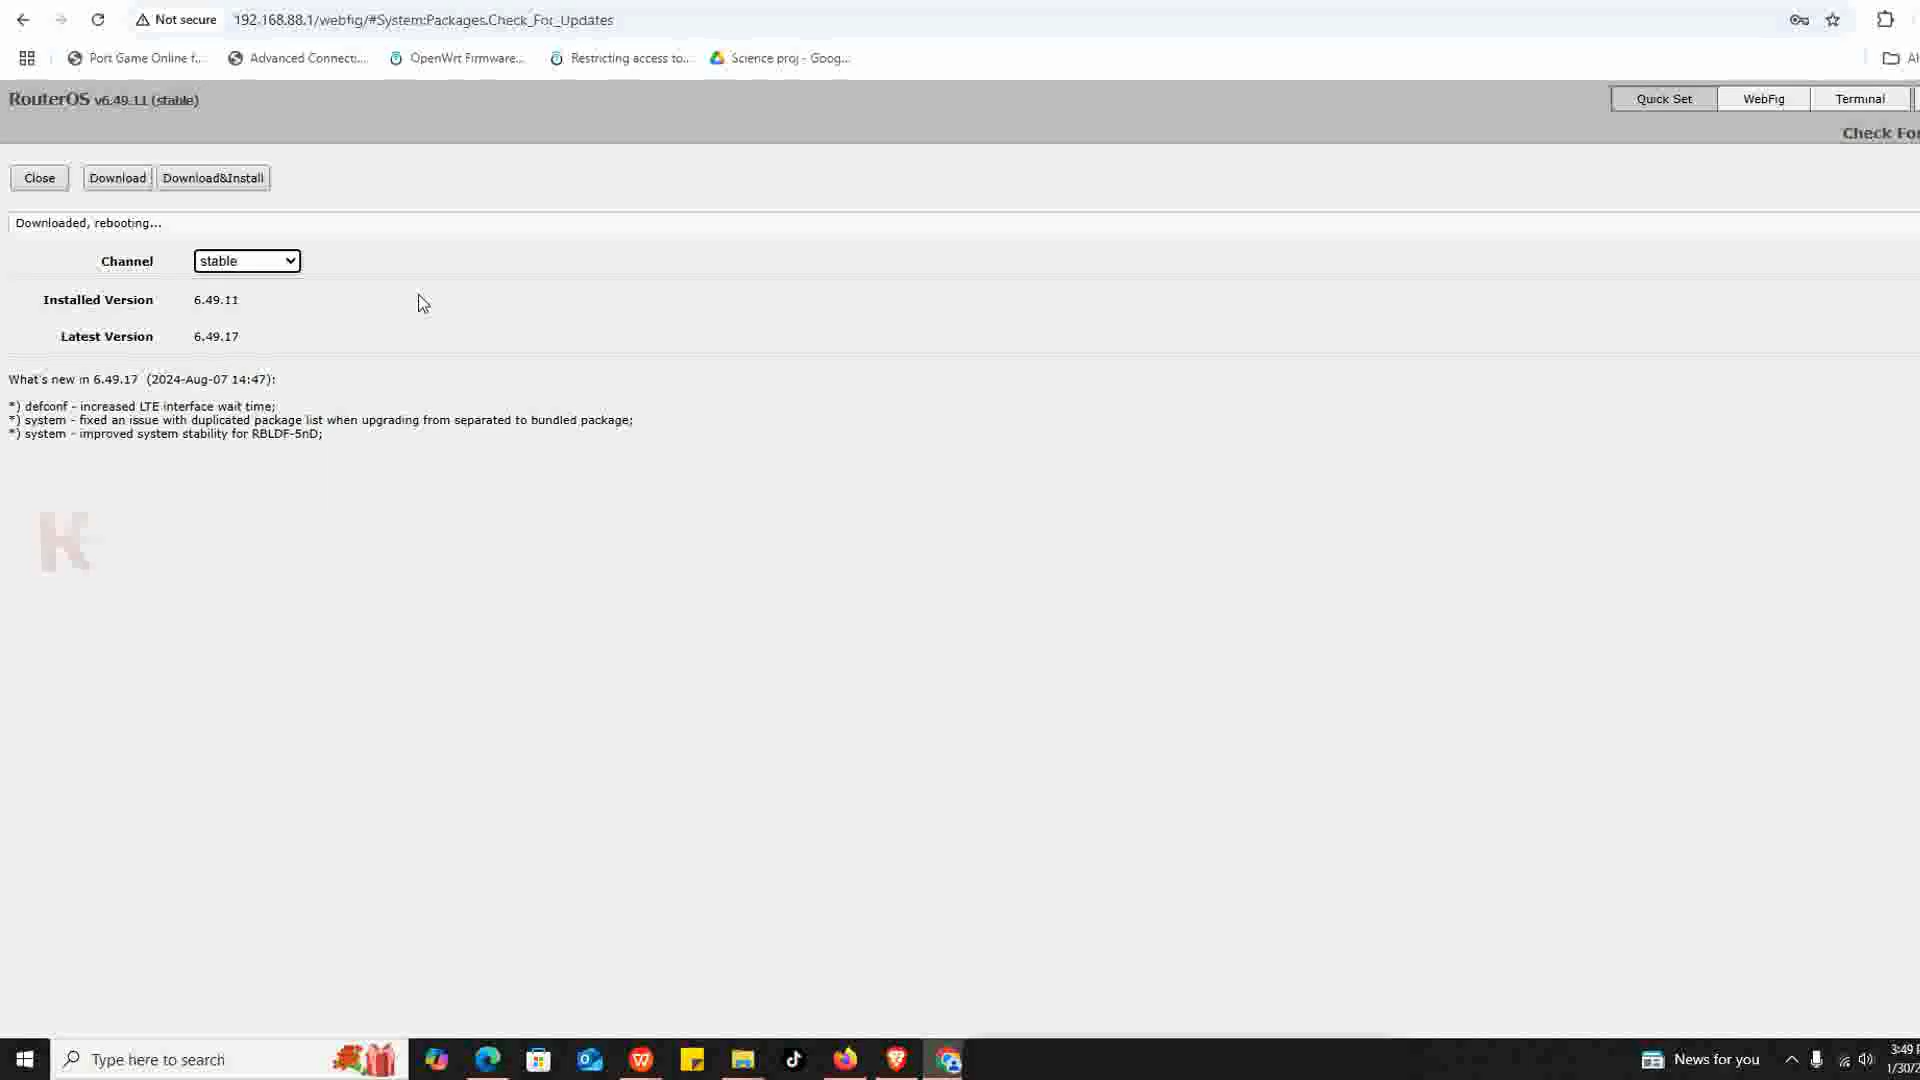 Not secure 192.168.88.1/webfig/#System:Packages.Check_For_Updates
Port Game Online f... Advanced Connecti... OpenWrt Firmware... Restricting access to... Science proj - Goog...
RouterOS v6.49.11 (stable) Quick Set WebFig Terminal
Check For
Close Download Download&Install
Downloaded, rebooting...
Channel stable
Installed Version 6.49.11
Latest Version 6.49.17
What's new in 6.49.17 (2024-Aug-07 14:47):
*) defconf - increased LTE interface wait time;
*) system - fixed an issue with duplicated package list when upgrading from separated to bundled package;
*) system - improved system stability for RBLDF-5nD;
K
Type here to search News for you 3:49
1/30/2